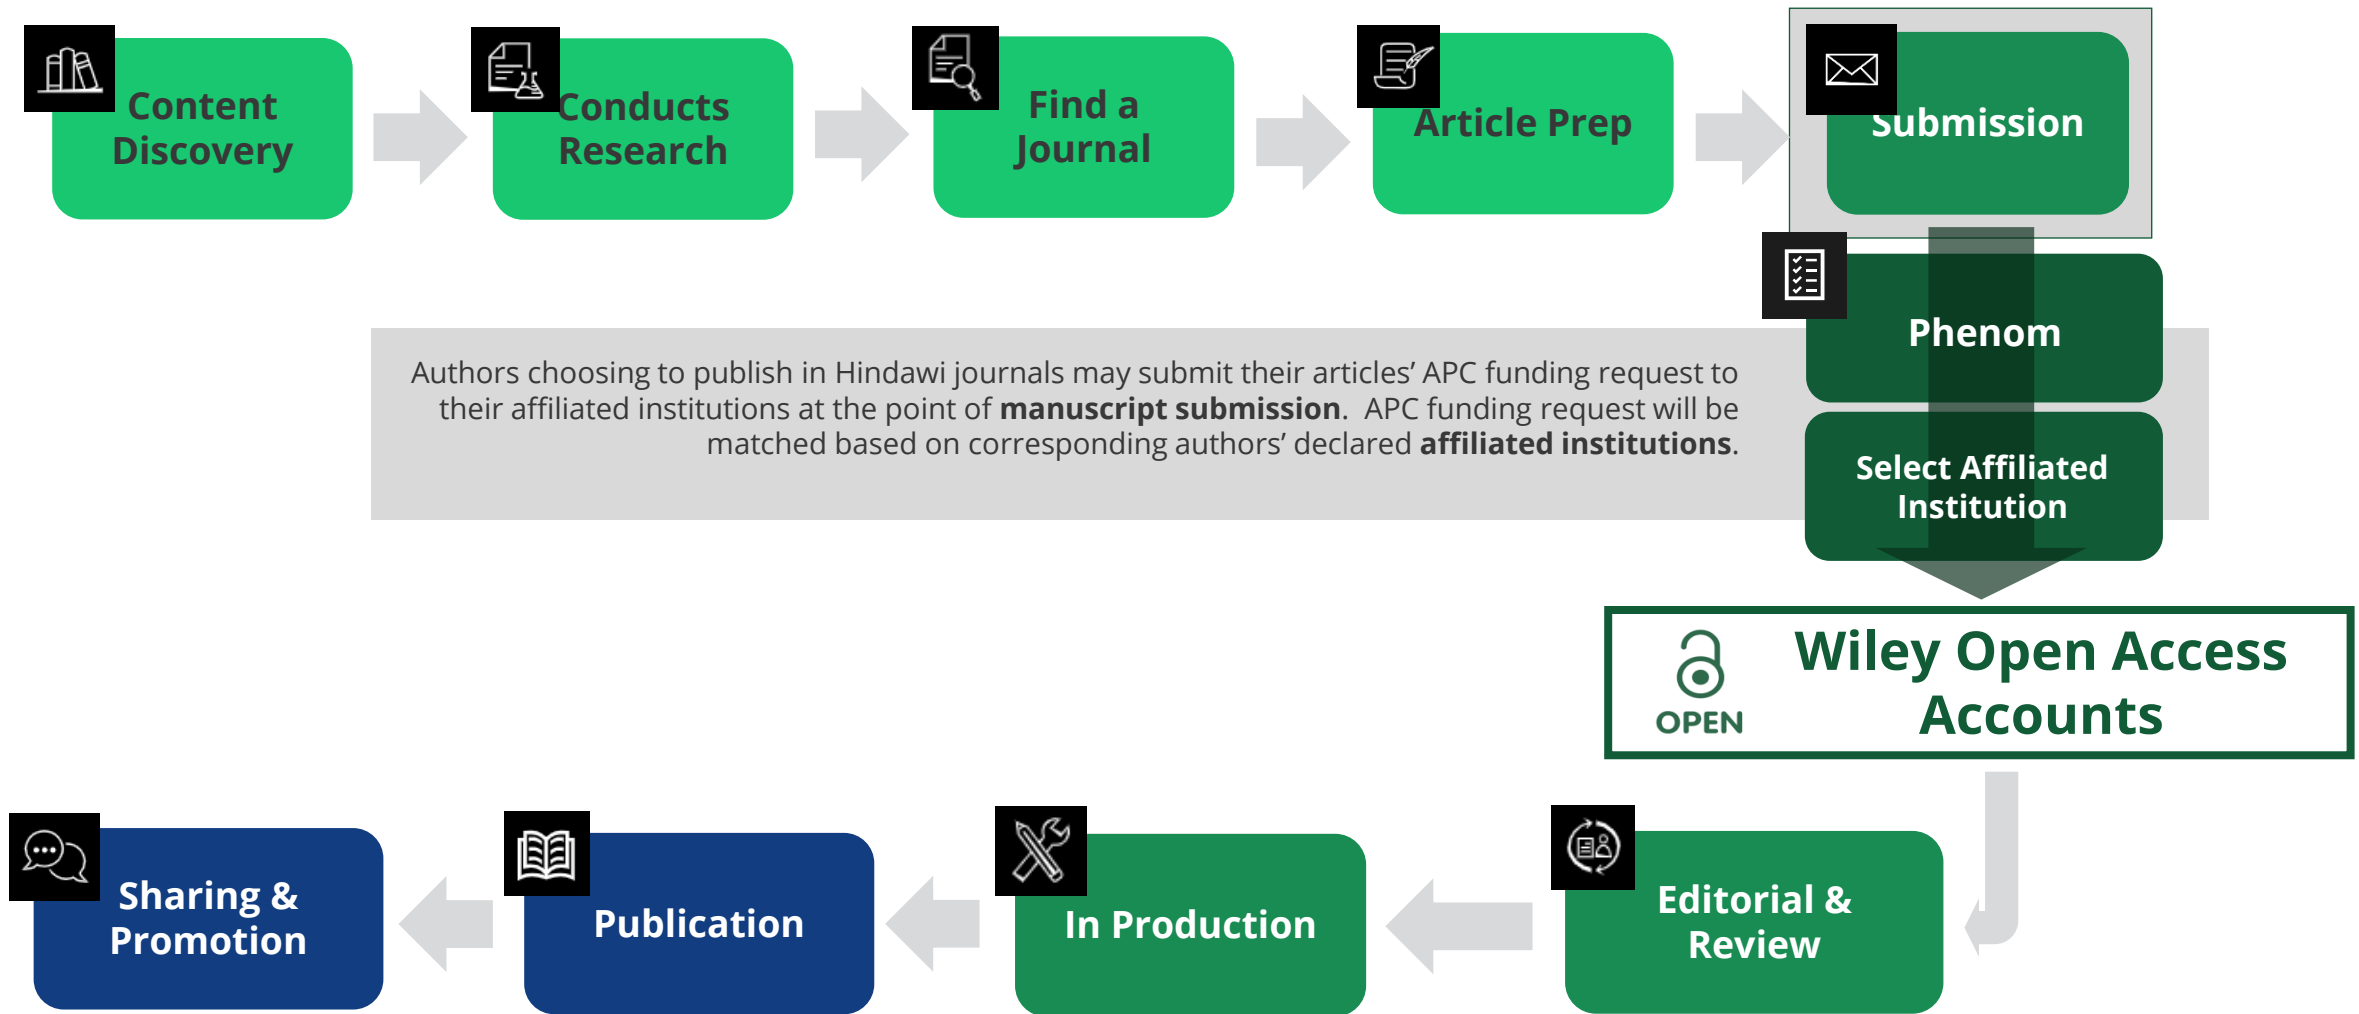 Content
Discovery
Conducts
Research
Find a
Journal
Article Prep
Submission
Phenom
Authors choosing to publish in Hindawi journals may submit their articles’ APC funding request to
their affiliated institutions at the point of manuscript submission.  APC funding request will be
matched based on corresponding authors’ declared affiliated institutions.
Select Affiliated
Institution
OPEN
Wiley Open Access
Accounts
Sharing &
Promotion
Publication
In Production
Editorial &
Review